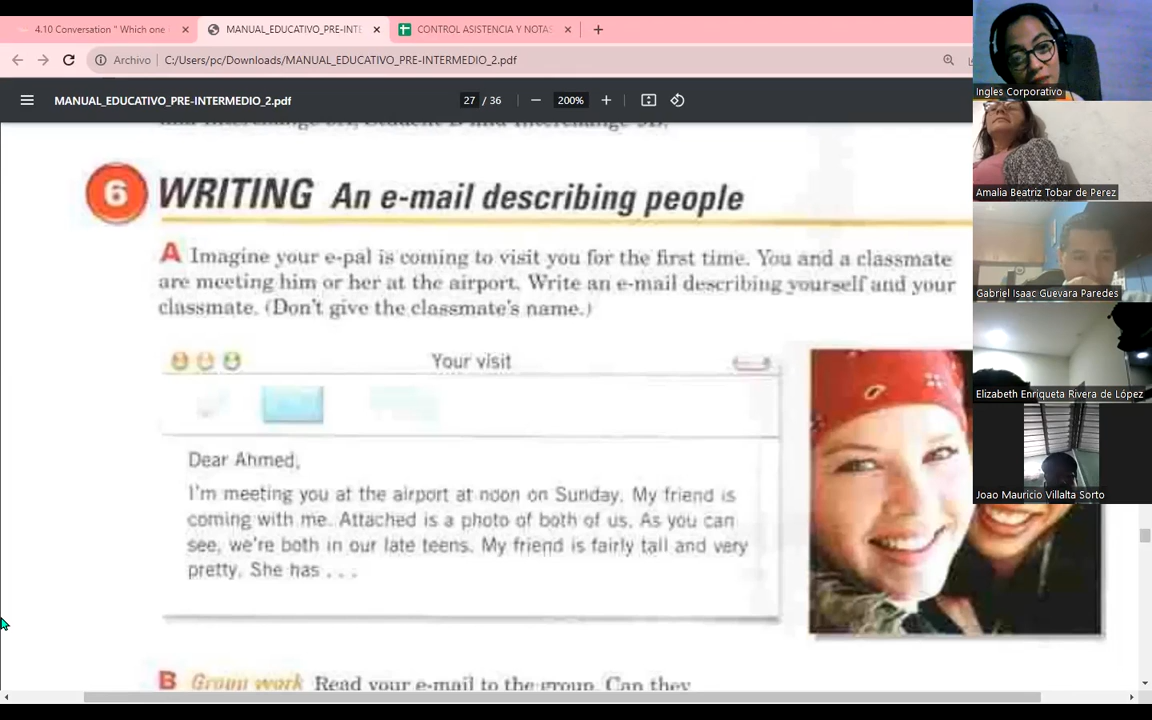 4.10 Conversation " Which one
MANUAL_EDUCATIVO_PRE-INTE
CONTROL ASISTENCIA Y NOTAS
Archivo
C:/Users/pc/Downloads/MANUAL_EDUCATIVO_PRE-INTERMEDIO_2.pdf
MANUAL_EDUCATIVO_PRE-INTERMEDIO_2.pdf
27 / 36
200%
6 WRITING An e-mail describing people
A Imagine your e-pal is coming to visit you for the first time. You and a classmate
are meeting him or her at the airport. Write an e-mail describing yourself and your
classmate. (Don't give the classmate's name.)
Your visit
Dear Ahmed,
I'm meeting you at the airport at noon on Sunday. My friend is
coming with me. Attached is a photo of both of us. As you can
see, we're both in our late teens. My friend is fairly tall and very
pretty. She has . . .
B Group work Read your e-mail to the group. Can they
Ingles Corporativo
Amalia Beatriz Tobar de Perez
Gabriel Isaac Guevara Paredes
Elizabeth Enriqueta Rivera de López
Joao Mauricio Villalta Sorto